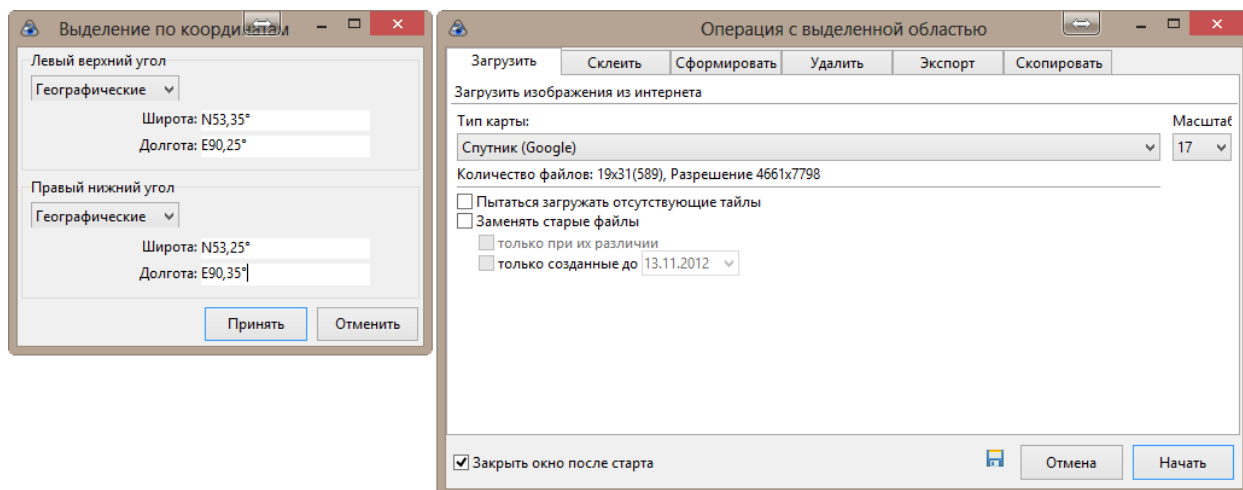 Выделение по координатам
Левый верхний угол
Географические
Широта: N53,35°
Долгота: E90,25°
Правый нижний угол
Географические
Широта: N53,25°
Долгота: E90,35°
Принять Отменить
Операция с выделенной областью
Загрузить Склеить Сформировать Удалить Экспорт Скопировать
Загрузить изображения из интернета
Тип карты: Масштаб
Спутник (Google) 17
Количество файлов: 19x31(589), Разрешение 4661x7798
Пытаться загружать отсутствующие тайлы
Заменять старые файлы
только при их различии
только созданные до 13.11.2012
Закрыть окно после старта Отмена Начать